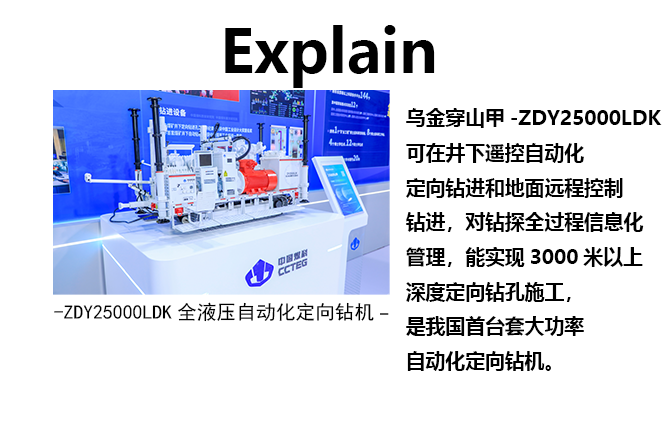 Explain
钻进设备
中国煤科
CCTEG
-ZDY25000LDK 全液压自动化定向钻机 -
乌金穿山甲 -ZDY25000LDK
可在井下遥控自动化
定向钻进和地面远程控制
钻进，对钻探全过程信息化
管理，能实现 3000 米以上
深度定向钻孔施工，
是我国首台套大功率
自动化定向钻机。